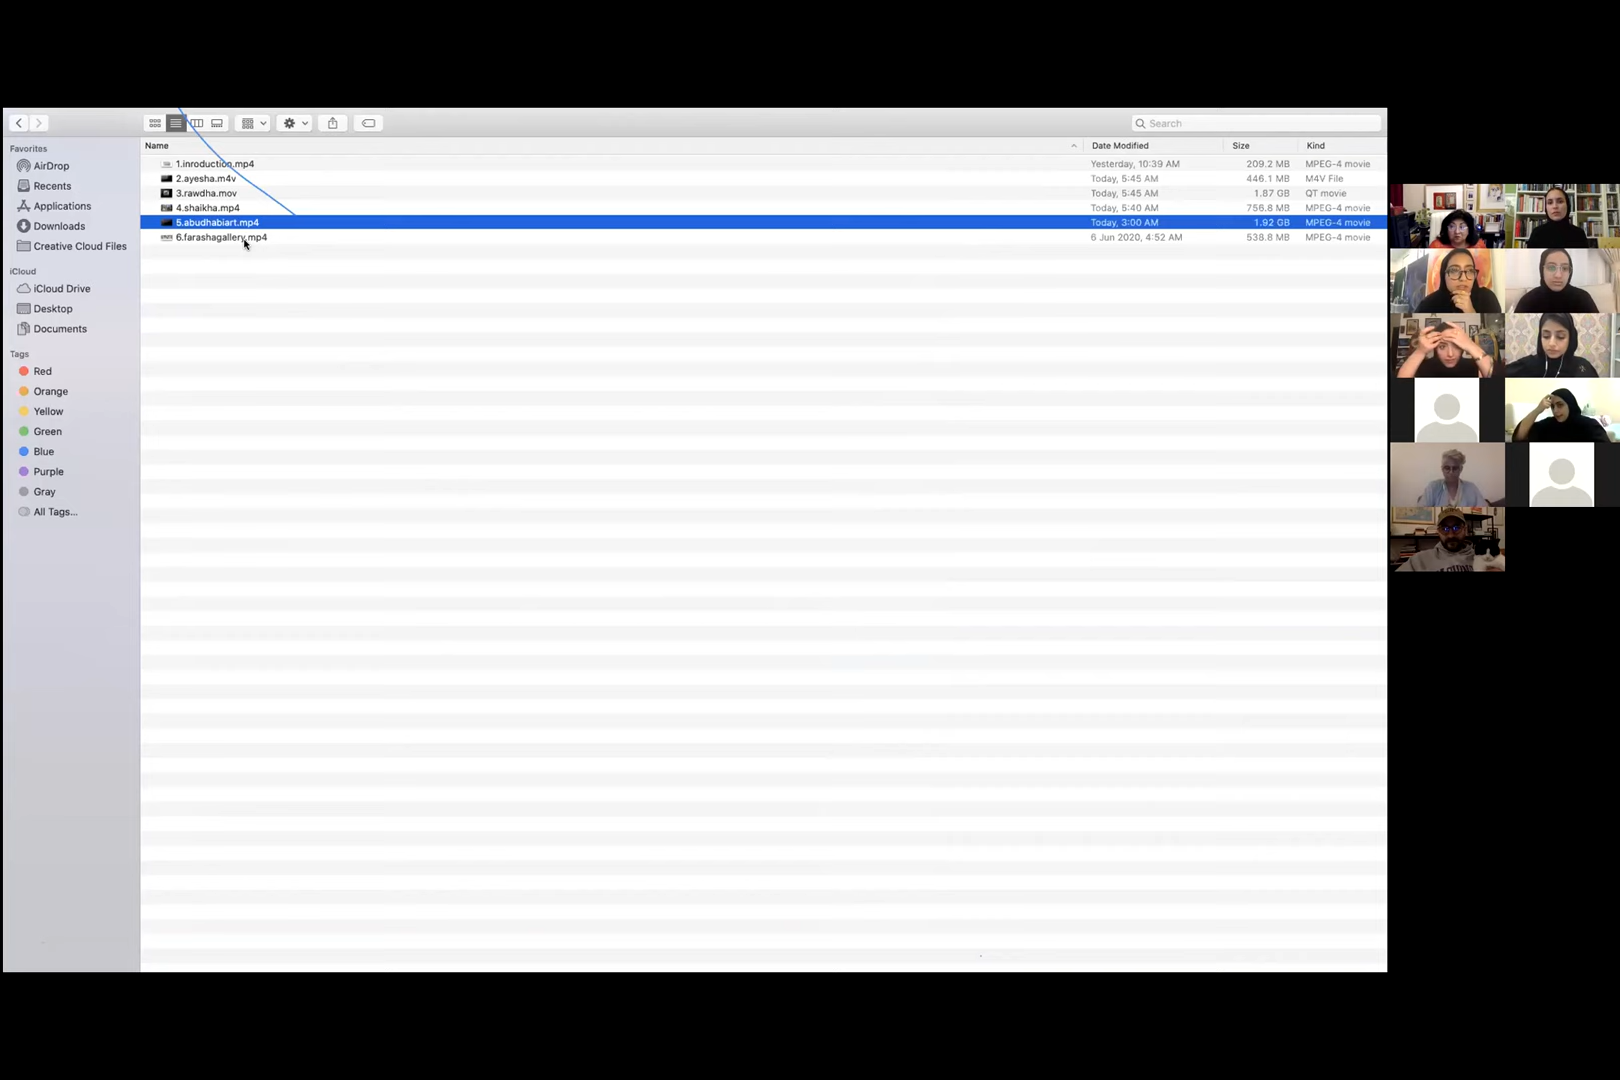 Search
Favorites
AirDrop
Recents
Applications
Downloads
Creative Cloud Files
iCloud
iCloud Drive
Desktop
Documents
Tags
Red
Orange
Yellow
Green
Blue
Purple
Gray
All Tags...
Name Date Modified Size Kind
1.inroduction.mp4 Yesterday, 10:39 AM 209.2 MB MPEG-4 movie
2.ayesha.m4v Today, 5:45 AM 446.1 MB M4V File
3.rawdha.mov Today, 5:45 AM 1.87 GB QT movie
4.shaikha.mp4 Today, 5:40 AM 756.8 MB MPEG-4 movie
5.abudhabiart.mp4 Today, 3:00 AM 1.92 GB MPEG-4 movie
6.farashagallery.mp4 6 Jun 2020, 4:52 AM 538.8 MB MPEG-4 movie